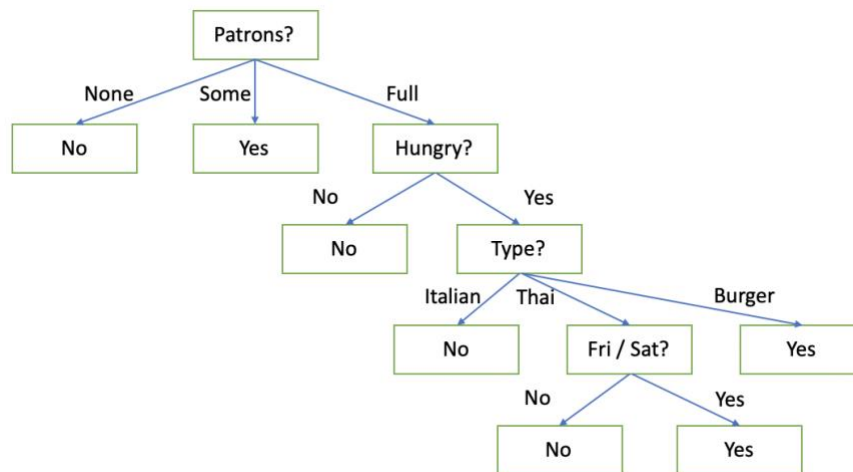 Patrons?
None
Some
Full
No
Yes
Hungry?
No
Yes
No
Type?
Italian
Thai
Burger
No
Fri / Sat?
Yes
No
Yes
No
Yes